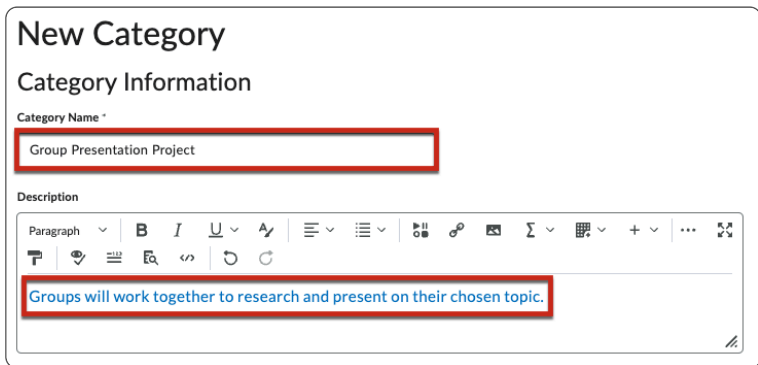 New Category
Category Information
Category Name *
Group Presentation Project
Description
Paragraph B I U
Groups will work together to research and present on their chosen topic.